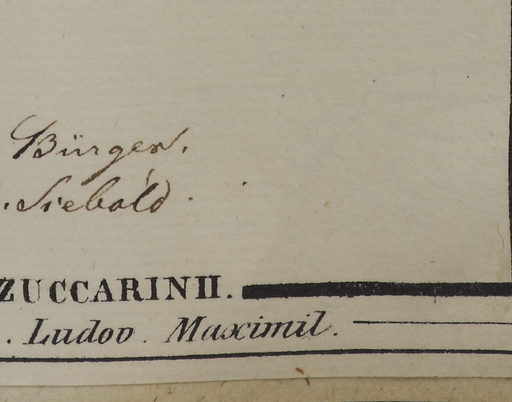 Bürger.
. Siebold.
ZUCCARINII.
. Ludov. Maximil.